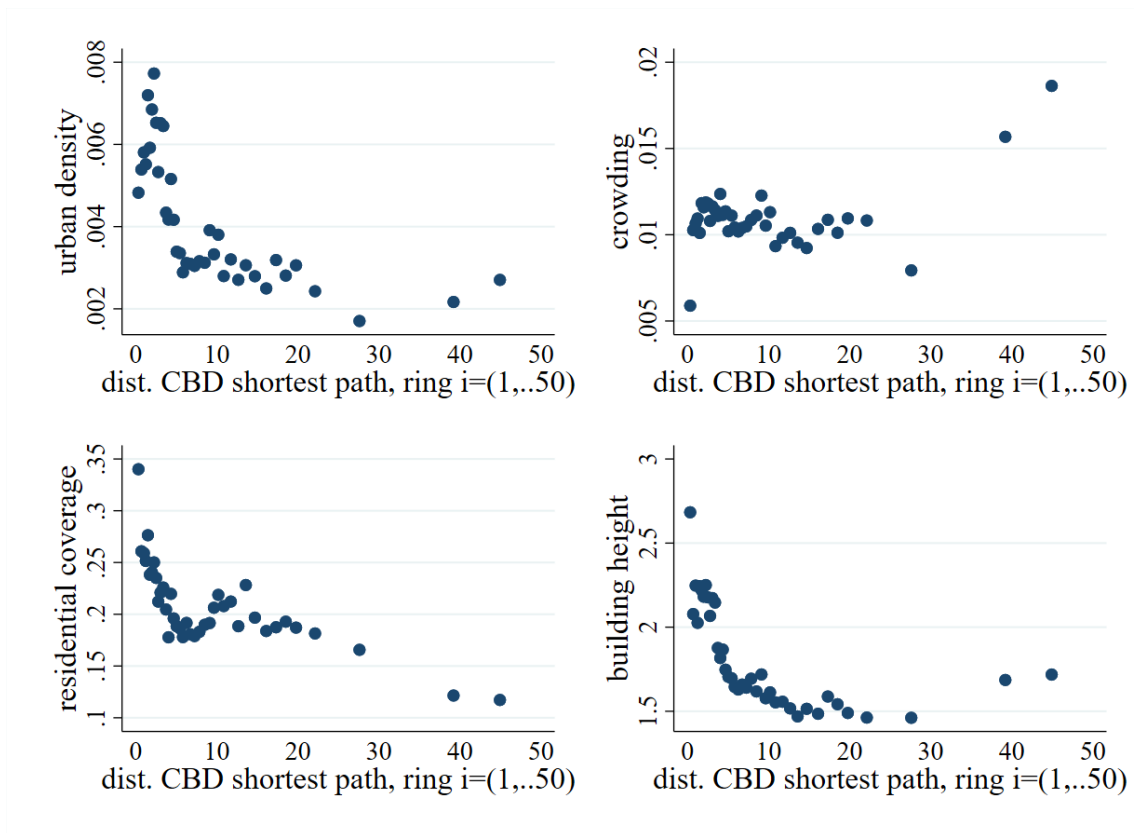 urban density
.008
.006
.004
.002
0 10 20 30 40 50
dist. CBD shortest path, ring i=(1,..50)
crowding
.02
.015
.01
.005
0 10 20 30 40 50
dist. CBD shortest path, ring i=(1,..50)
residential coverage
.35
.3
.25
.2
.15
.1
0 10 20 30 40 50
dist. CBD shortest path, ring i=(1,..50)
building height
3
2.5
2
1.5
0 10 20 30 40 50
dist. CBD shortest path, ring i=(1,..50)